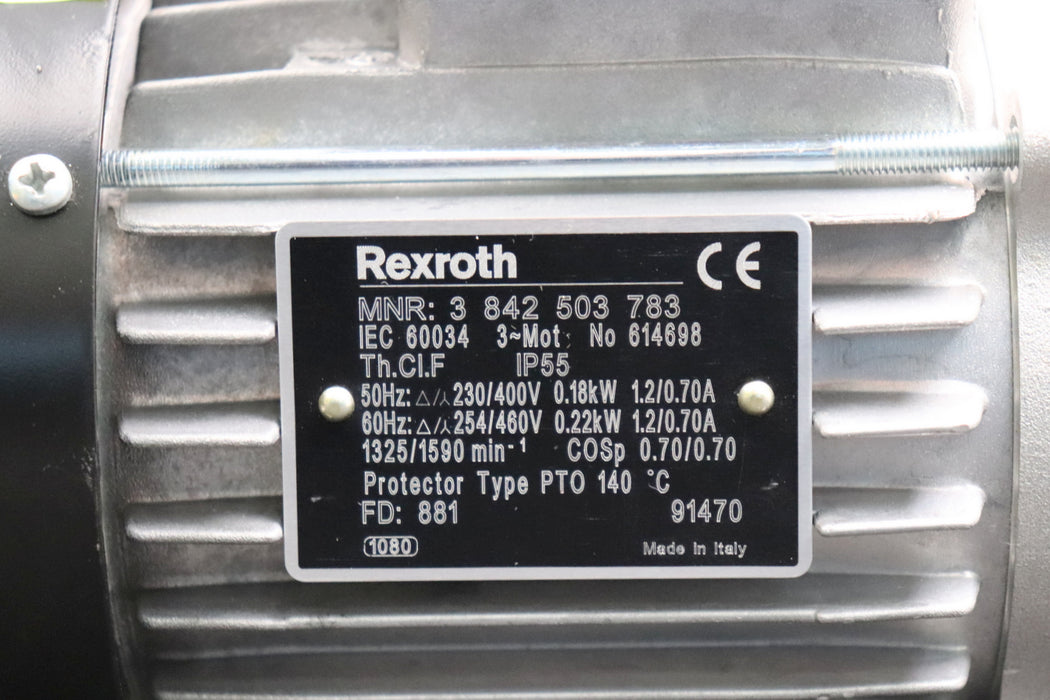 Rexroth CE
MNR: 3 842 503 783
IEC 60034 3~Mot No 614698
Th.Cl.F IP55
50Hz: △/⅄ 230/400V 0.18kW 1.2/0.70A
60Hz: △/⅄ 254/460V 0.22kW 1.2/0.70A
1325/1590 min⁻¹ COSp 0.70/0.70
Protector Type PTO 140 °C
FD: 881 91470
1080 Made in Italy